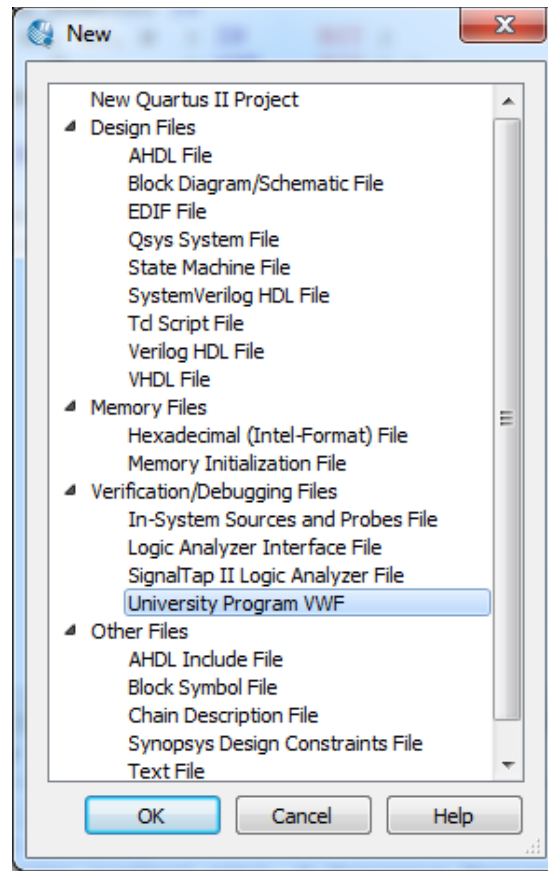 New
New Quartus II Project
Design Files
AHDL File
Block Diagram/Schematic File
EDIF File
Qsys System File
State Machine File
SystemVerilog HDL File
Tcl Script File
Verilog HDL File
VHDL File
Memory Files
Hexadecimal (Intel-Format) File
Memory Initialization File
Verification/Debugging Files
In-System Sources and Probes File
Logic Analyzer Interface File
SignalTap II Logic Analyzer File
University Program VWF
Other Files
AHDL Include File
Block Symbol File
Chain Description File
Synopsys Design Constraints File
Text File
OK Cancel Help